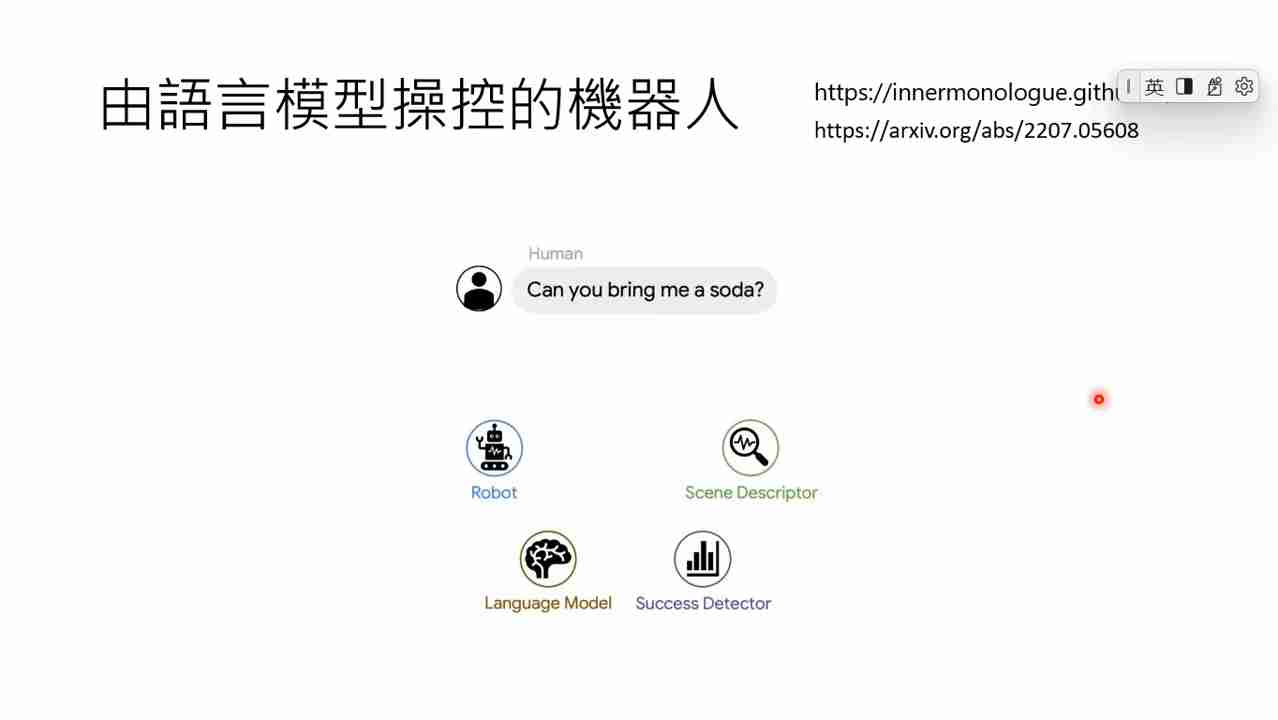 由語言模型操控的機器人
https://innermonologue.githu
英
https://arxiv.org/abs/2207.05608
Human
Can you bring me a soda?
Robot
Scene Descriptor
Language Model
Success Detector